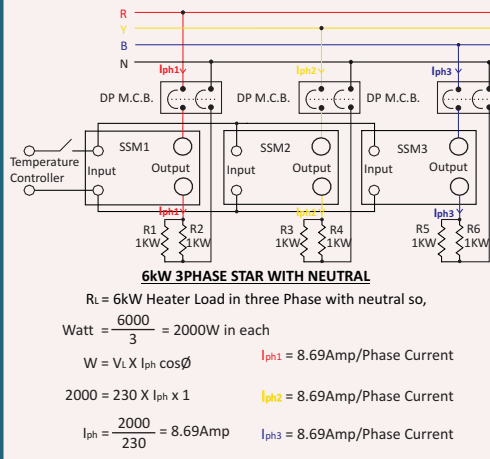 R
Y
B
N
Iph1 Iph2 Iph3
DP M.C.B. DP M.C.B. DP M.C.B.
SSM1 SSM2 SSM3
Temperature
Controller
Input Output Input Output Input Output
Iph1 Iph2 Iph3
R1 R2 R3 R4 R5 R6
1KW 1KW 1KW 1KW 1KW 1KW
6kW 3PHASE STAR WITH NEUTRAL
RL = 6kW Heater Load in three Phase with neutral so,
Watt = 6000/3 = 2000W in each
W = VL X Iph cosØ
Iph1 = 8.69Amp/Phase Current
2000 = 230 X Iph x 1
Iph2 = 8.69Amp/Phase Current
Iph = 2000/230 = 8.69Amp
Iph3 = 8.69Amp/Phase Current